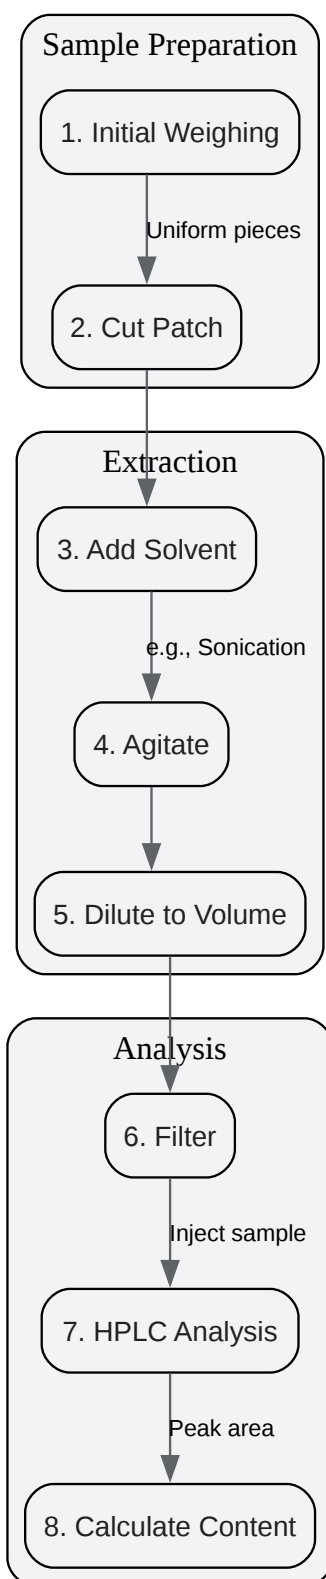 Sample Preparation
1. Initial Weighing
Uniform pieces
2. Cut Patch
Extraction
3. Add Solvent
e.g., Sonication
4. Agitate
5. Dilute to Volume
Analysis
6. Filter
Inject sample
7. HPLC Analysis
Peak area
8. Calculate Content